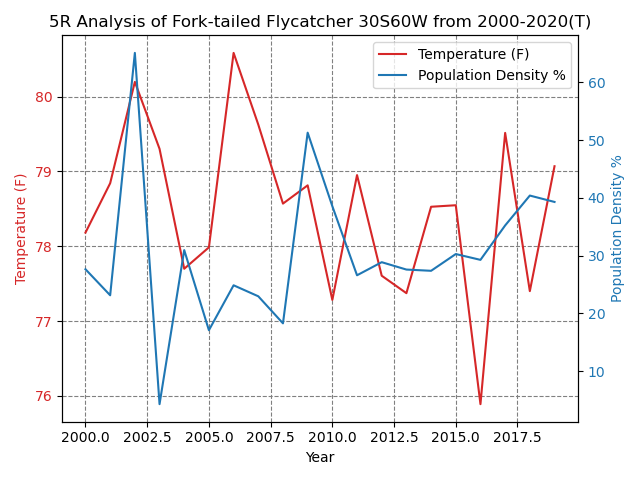 5R Analysis of Fork-tailed Flycatcher 30S60W from 2000-2020(T)
Temperature (F)
Population Density %
80
79
78
77
76
Temperature (F)
60
50
40
30
20
10
Population Density %
2000.0 2002.5 2005.0 2007.5 2010.0 2012.5 2015.0 2017.5
Year